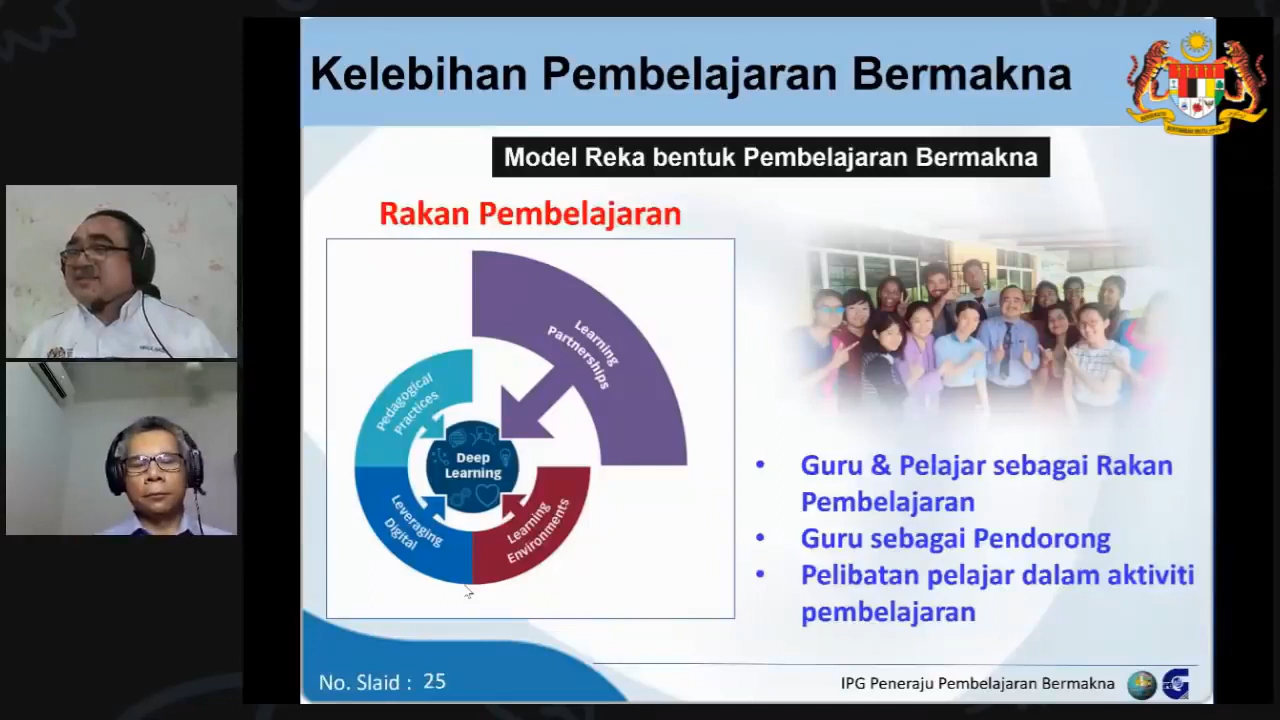 Kelebihan Pembelajaran Bermakna
Model Reka bentuk Pembelajaran Bermakna
Rakan Pembelajaran
Learning
Partnerships
Pedagogical
Practices
Deep
Learning
Leveraging
Digital
Learning
Environments
• Guru & Pelajar sebagai Rakan
Pembelajaran
• Guru sebagai Pendorong
• Pelibatan pelajar dalam aktiviti
pembelajaran
No. Slaid : 25
IPG Peneraju Pembelajaran Bermakna